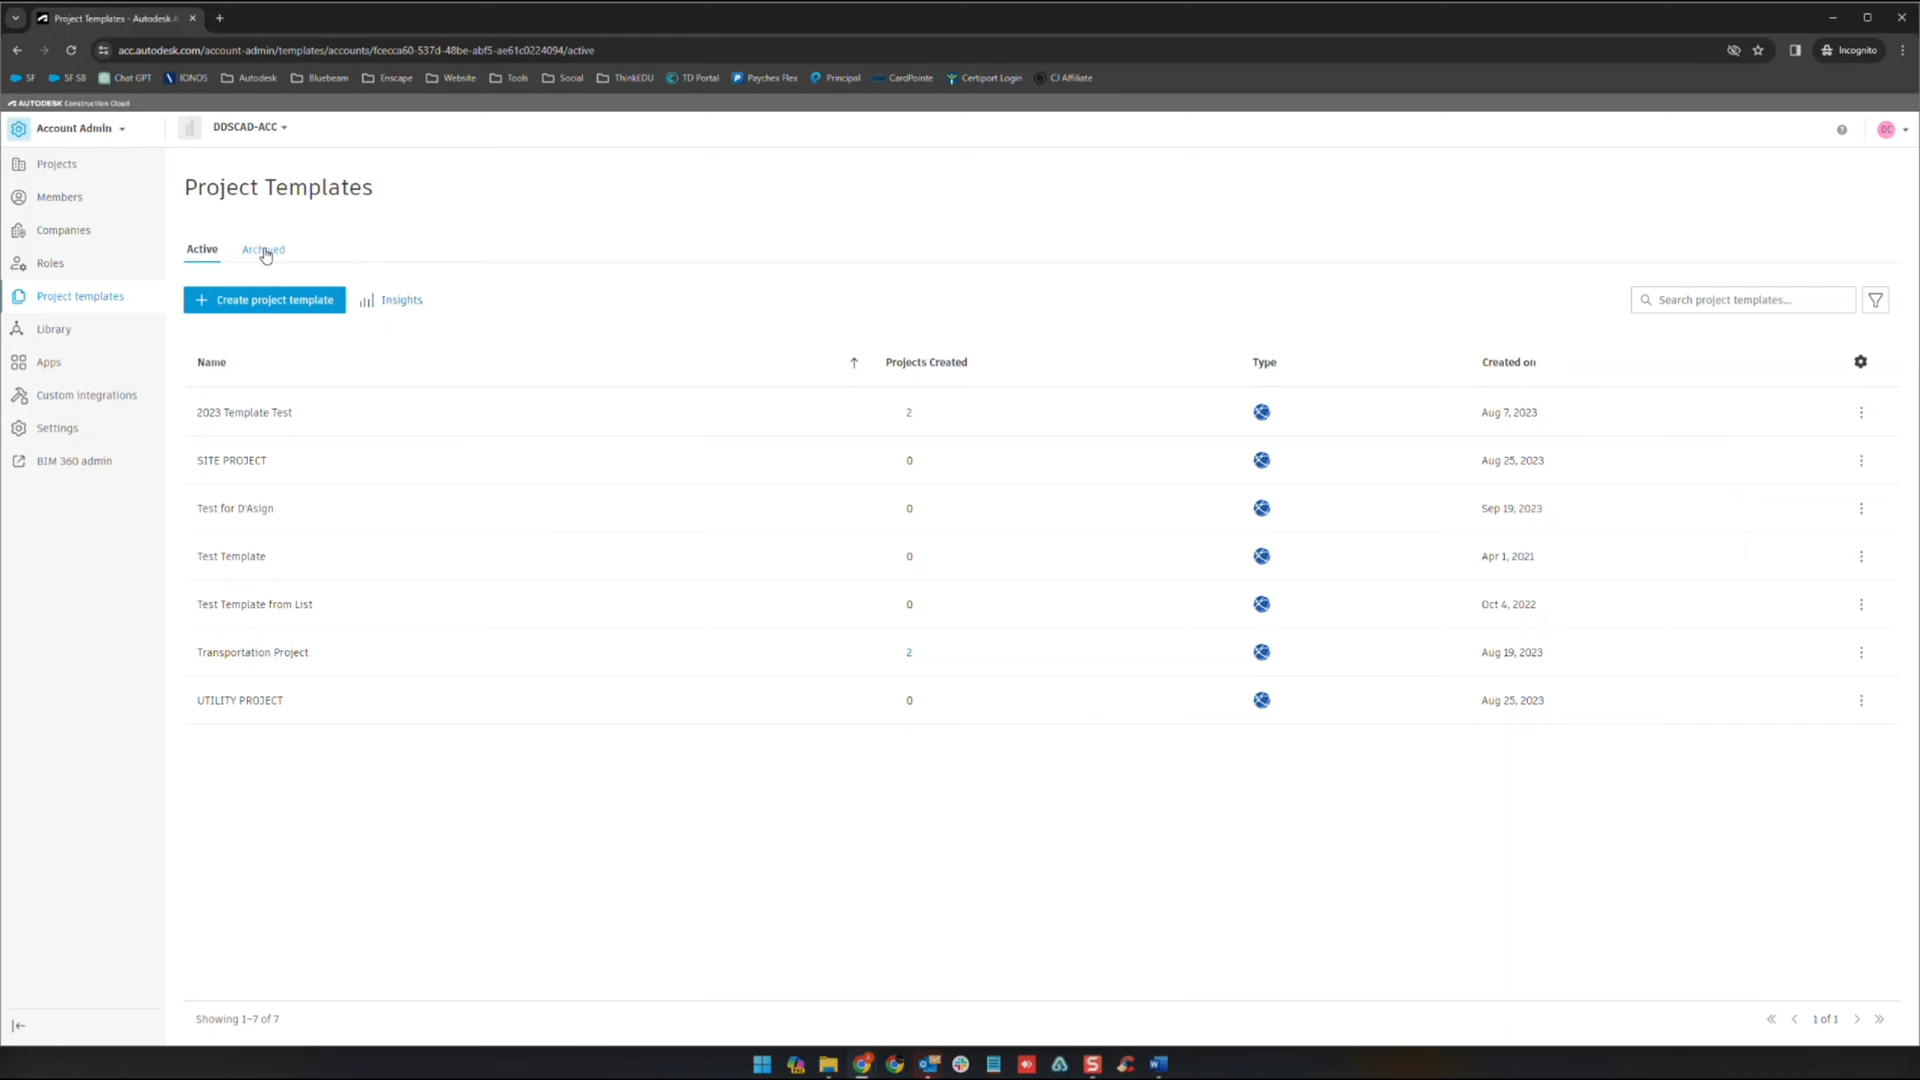 Project Templates - Autodesk A
acc.autodesk.com/account-admin/templates/accounts/fcecca60-537d-48be-abf5-ae61c0224094/active
Incognito
SF
SF SB
Chat GPT
IONOS
Autodesk
Bluebeam
Enscape
Website
Tools
Social
ThinkEDU
TD Portal
Paychex Flex
Principal
CardPointe
Certiport Login
CJ Affiliate
AUTODESK Construction Cloud
Account Admin
DDSCAD-ACC
DC
Projects
Members
Companies
Roles
Project templates
Library
Apps
Custom integrations
Settings
BIM 360 admin
Project Templates
Active Archived
+ Create project template
Insights
Search project templates...
Name Projects Created Type Created on
2023 Template Test 2 Aug 7, 2023
SITE PROJECT 0 Aug 25, 2023
Test for D'Asign 0 Sep 19, 2023
Test Template 0 Apr 1, 2021
Test Template from List 0 Oct 4, 2022
Transportation Project 2 Aug 19, 2023
UTILITY PROJECT 0 Aug 25, 2023
Showing 1-7 of 7
1 of 1